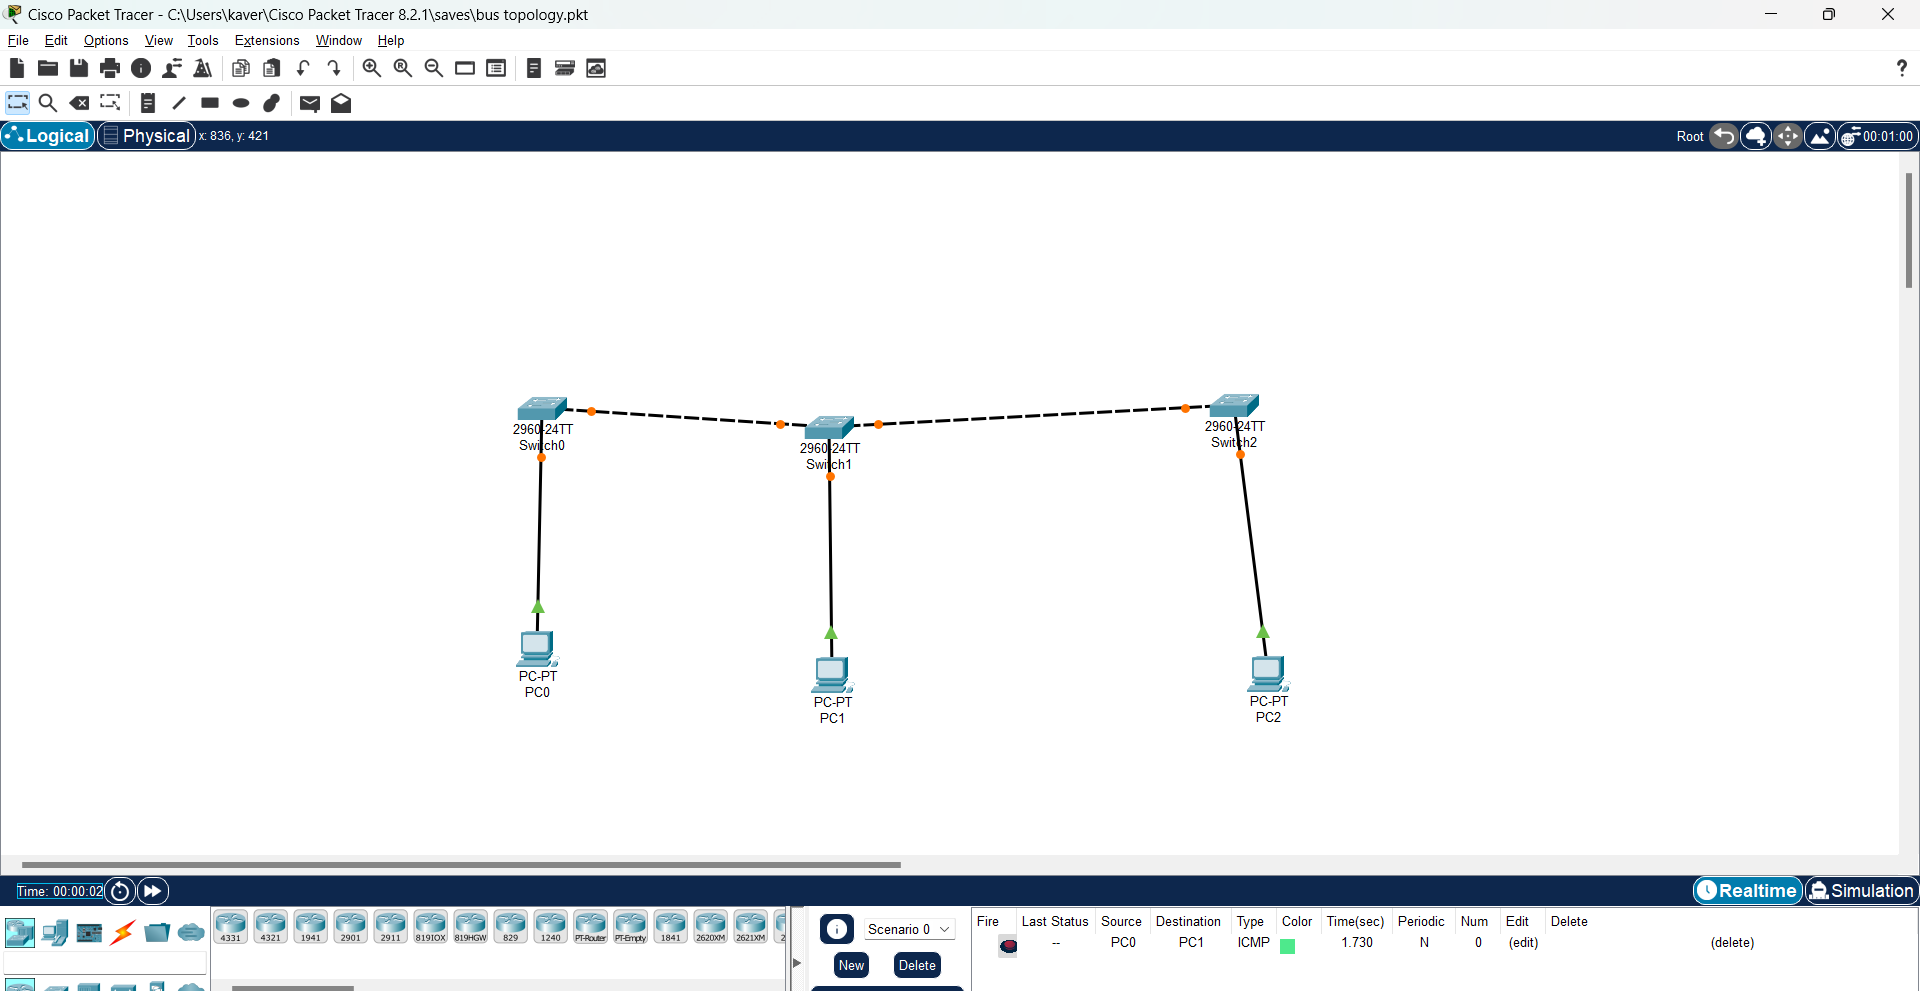 Cisco Packet Tracer - C:\Users\kaver\Cisco Packet Tracer 8.2.1\saves\bus topology.pkt
File Edit Options View Tools Extensions Window Help
?
Logical Physical x: 836, y: 421 Root 00:01:00
2960-24TT
Switch0
2960-24TT
Switch1
2960-24TT
Switch2
PC-PT
PC0
PC-PT
PC1
PC-PT
PC2
Time: 00:00:02 Realtime Simulation
4331 4321 1941 2901 2911 819IOX 819HGW 829 1240 PT-Router PT-Empty 1841 2620XM 2621XM 2
Scenario 0
New Delete
Fire Last Status Source Destination Type Color Time(sec) Periodic Num Edit Delete
-- PC0 PC1 ICMP 1.730 N 0 (edit) (delete)